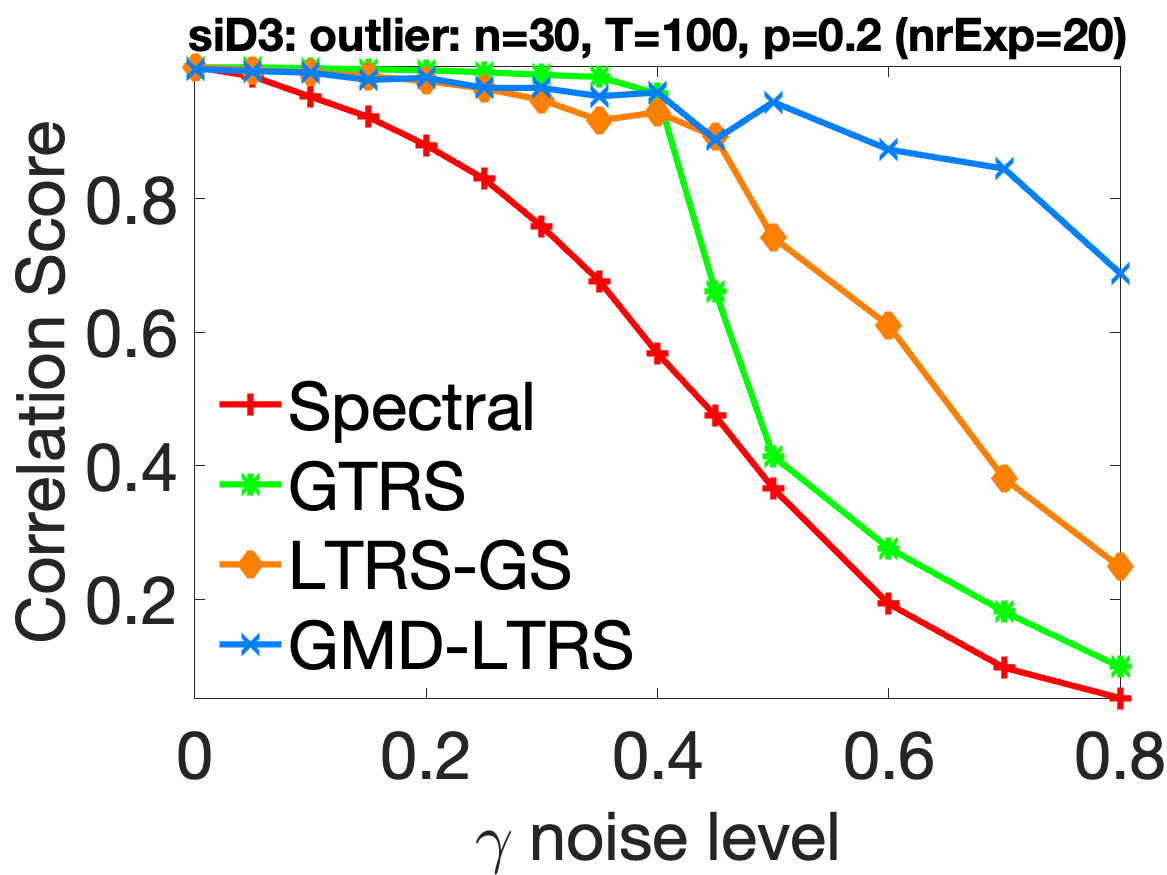 siD3: outlier: n=30, T=100, p=0.2 (nrExp=20)
Correlation Score
0.8
0.6
0.4
0.2
Spectral
GTRS
LTRS-GS
GMD-LTRS
0 0.2 0.4 0.6 0.8
γ noise level